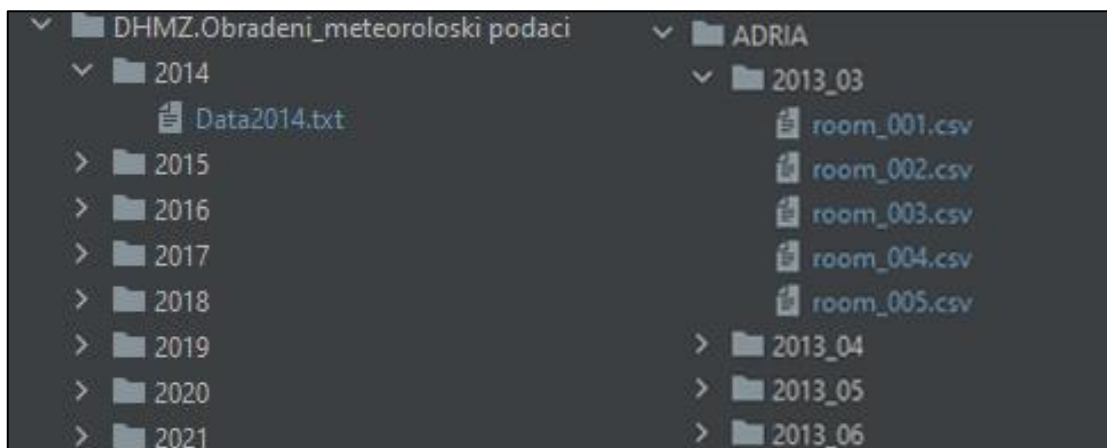 DHMZ.Obradeni_meteoroloski podaci
2014
Data2014.txt
2015
2016
2017
2018
2019
2020
2021
ADRIA
2013_03
room_001.csv
room_002.csv
room_003.csv
room_004.csv
room_005.csv
2013_04
2013_05
2013_06